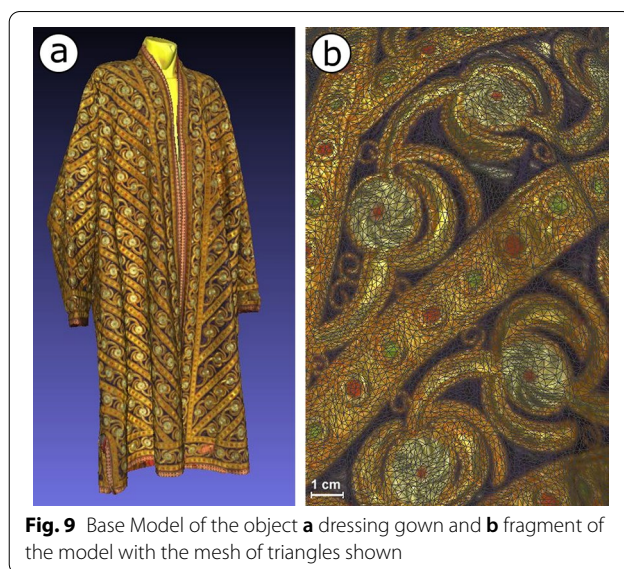 a
b
1 cm
Fig. 9 Base Model of the object a dressing gown and b fragment of
the model with the mesh of triangles shown